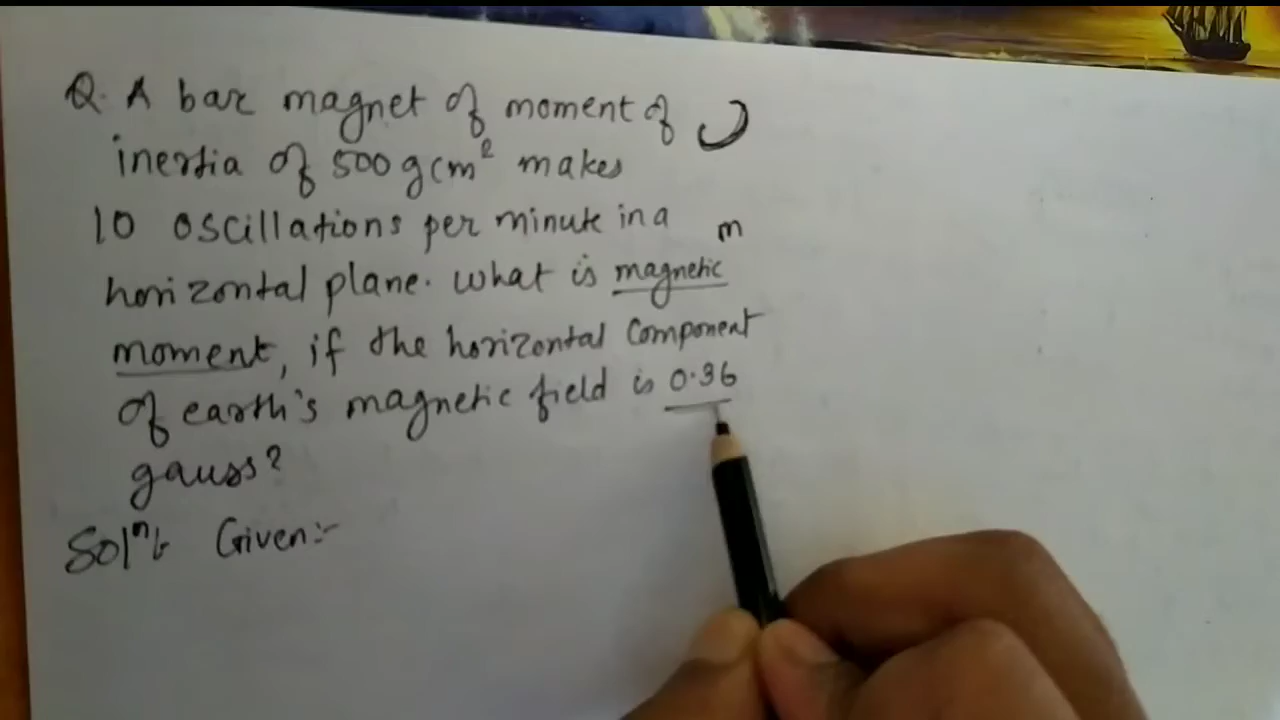 Q. A bar magnet of moment of
inertia of 500 gcm² makes
10 oscillations per minute in a
m
horizontal plane. What is magnetic
moment, if the horizontal component
of earth's magnetic field is 0.36
gauss?
Solⁿ:- Given:-